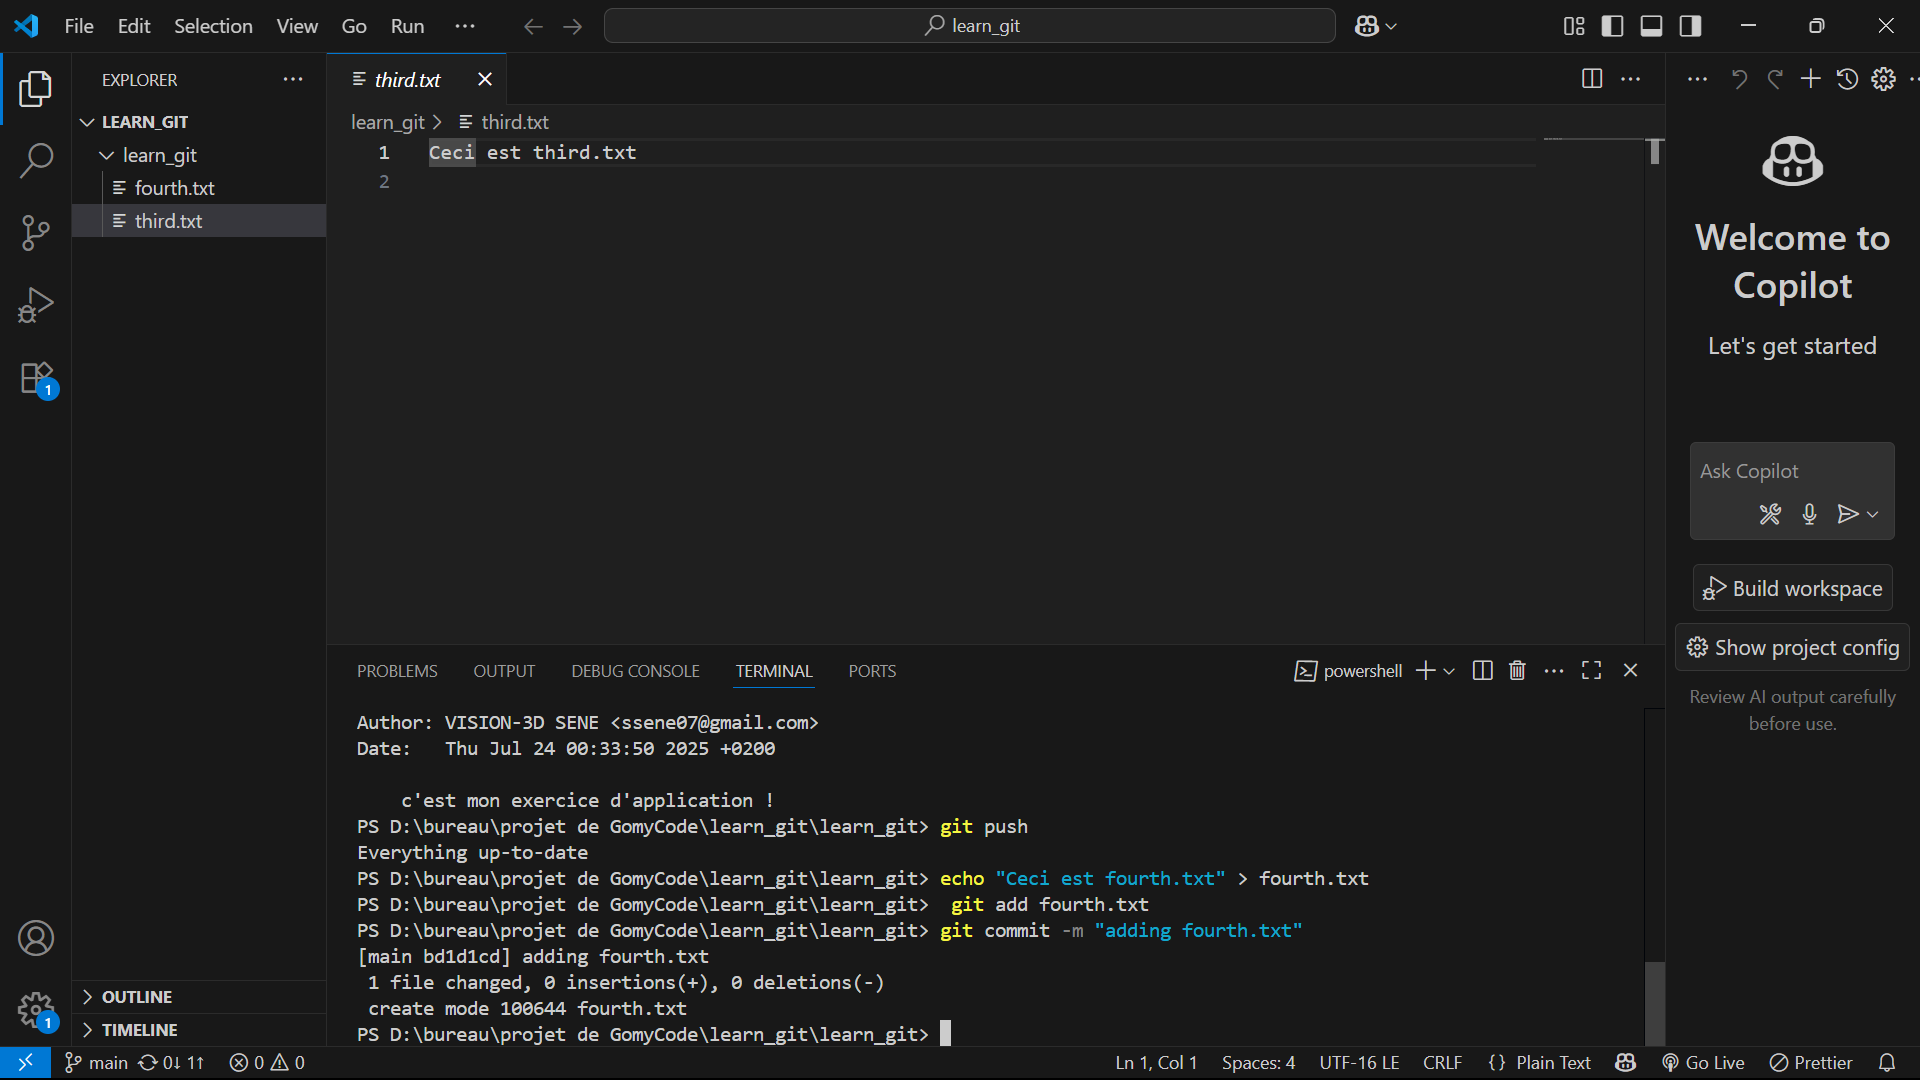 File Edit Selection View Go Run
learn_git
EXPLORER
LEARN_GIT
learn_git
fourth.txt
third.txt
1
OUTLINE
TIMELINE
1
third.txt
learn_git > third.txt
1 Ceci est third.txt
2
PROBLEMS OUTPUT DEBUG CONSOLE TERMINAL PORTS
powershell
Author: VISION-3D SENE <ssene07@gmail.com>
Date:   Thu Jul 24 00:33:50 2025 +0200
c'est mon exercice d'application !
PS D:\bureau\projet de GomyCode\learn_git\learn_git> git push
Everything up-to-date
PS D:\bureau\projet de GomyCode\learn_git\learn_git> echo "Ceci est fourth.txt" > fourth.txt
PS D:\bureau\projet de GomyCode\learn_git\learn_git>  git add fourth.txt
PS D:\bureau\projet de GomyCode\learn_git\learn_git> git commit -m "adding fourth.txt"
[main bd1d1cd] adding fourth.txt
1 file changed, 0 insertions(+), 0 deletions(-)
create mode 100644 fourth.txt
PS D:\bureau\projet de GomyCode\learn_git\learn_git>
Welcome to
Copilot
Let's get started
Ask Copilot
Build workspace
Show project config
Review AI output carefully
before use.
main 0↓ 1↑ 0 0
Ln 1, Col 1 Spaces: 4 UTF-16 LE CRLF {} Plain Text Go Live Prettier